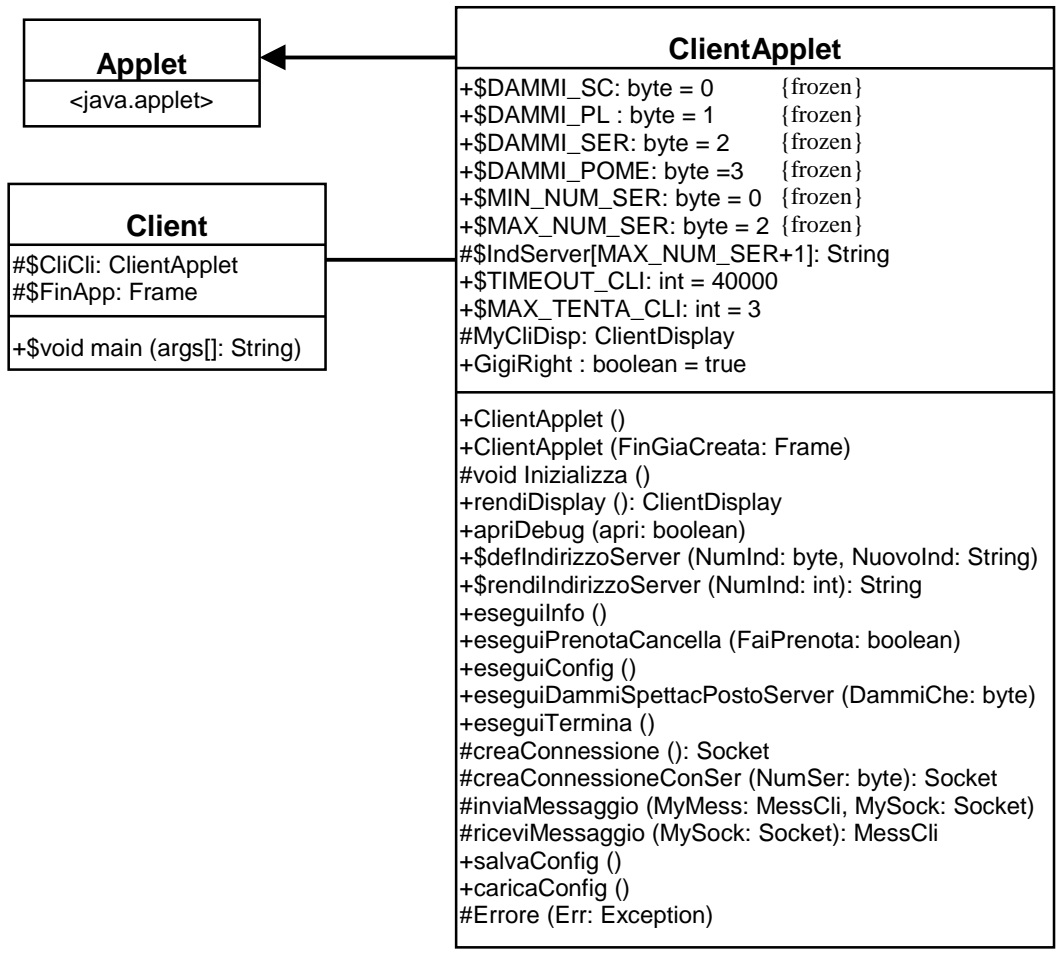 Applet
<java.applet>
Client
#$CliCli: ClientApplet
#$FinApp: Frame
+$void main (args[]: String)
ClientApplet
+$DAMMI_SC: byte = 0 {frozen}
+$DAMMI_PL : byte = 1 {frozen}
+$DAMMI_SER: byte = 2 {frozen}
+$DAMMI_POME: byte =3 {frozen}
+$MIN_NUM_SER: byte = 0 {frozen}
+$MAX_NUM_SER: byte = 2 {frozen}
#$IndServer[MAX_NUM_SER+1]: String
+$TIMEOUT_CLI: int = 40000
+$MAX_TENTA_CLI: int = 3
#MyCliDisp: ClientDisplay
+GigiRight : boolean = true
+ClientApplet ()
+ClientApplet (FinGiaCreata: Frame)
#void Inizializza ()
+rendiDisplay (): ClientDisplay
+apriDebug (apri: boolean)
+$defIndirizzoServer (NumInd: byte, NuovoInd: String)
+$rendiIndirizzoServer (NumInd: int): String
+eseguiInfo ()
+eseguiPrenotaCancella (FaiPrenota: boolean)
+eseguiConfig ()
+eseguiDammiSpettacPostoServer (DammiChe: byte)
+eseguiTermina ()
#creaConnessione (): Socket
#creaConnessioneConSer (NumSer: byte): Socket
#inviaMessaggio (MyMess: MessCli, MySock: Socket)
#riceviMessaggio (MySock: Socket): MessCli
+salvaConfig ()
+caricaConfig ()
#Errore (Err: Exception)